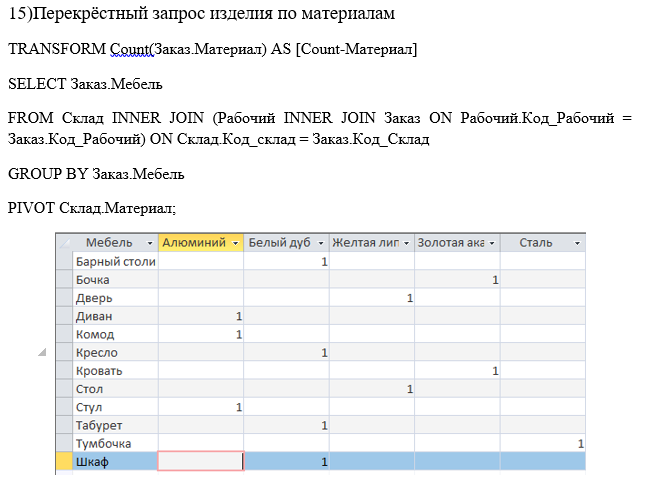 15)Перекрёстный запрос изделия по материалам
TRANSFORM Count(Заказ.Материал) AS [Count-Материал]
SELECT Заказ.Мебель
FROM Склад INNER JOIN (Рабочий INNER JOIN Заказ ON Рабочий.Код_Рабочий =
Заказ.Код_Рабочий) ON Склад.Код_склад = Заказ.Код_Склад
GROUP BY Заказ.Мебель
PIVOT Склад.Материал;
Мебель Алюминий Белый дуб Желтая лип Золотая ака Сталь
Барный столи 1
Бочка 1
Дверь 1
Диван 1
Комод 1
Кресло 1
Кровать 1
Стол 1
Стул 1
Табурет 1
Тумбочка 1
Шкаф 1